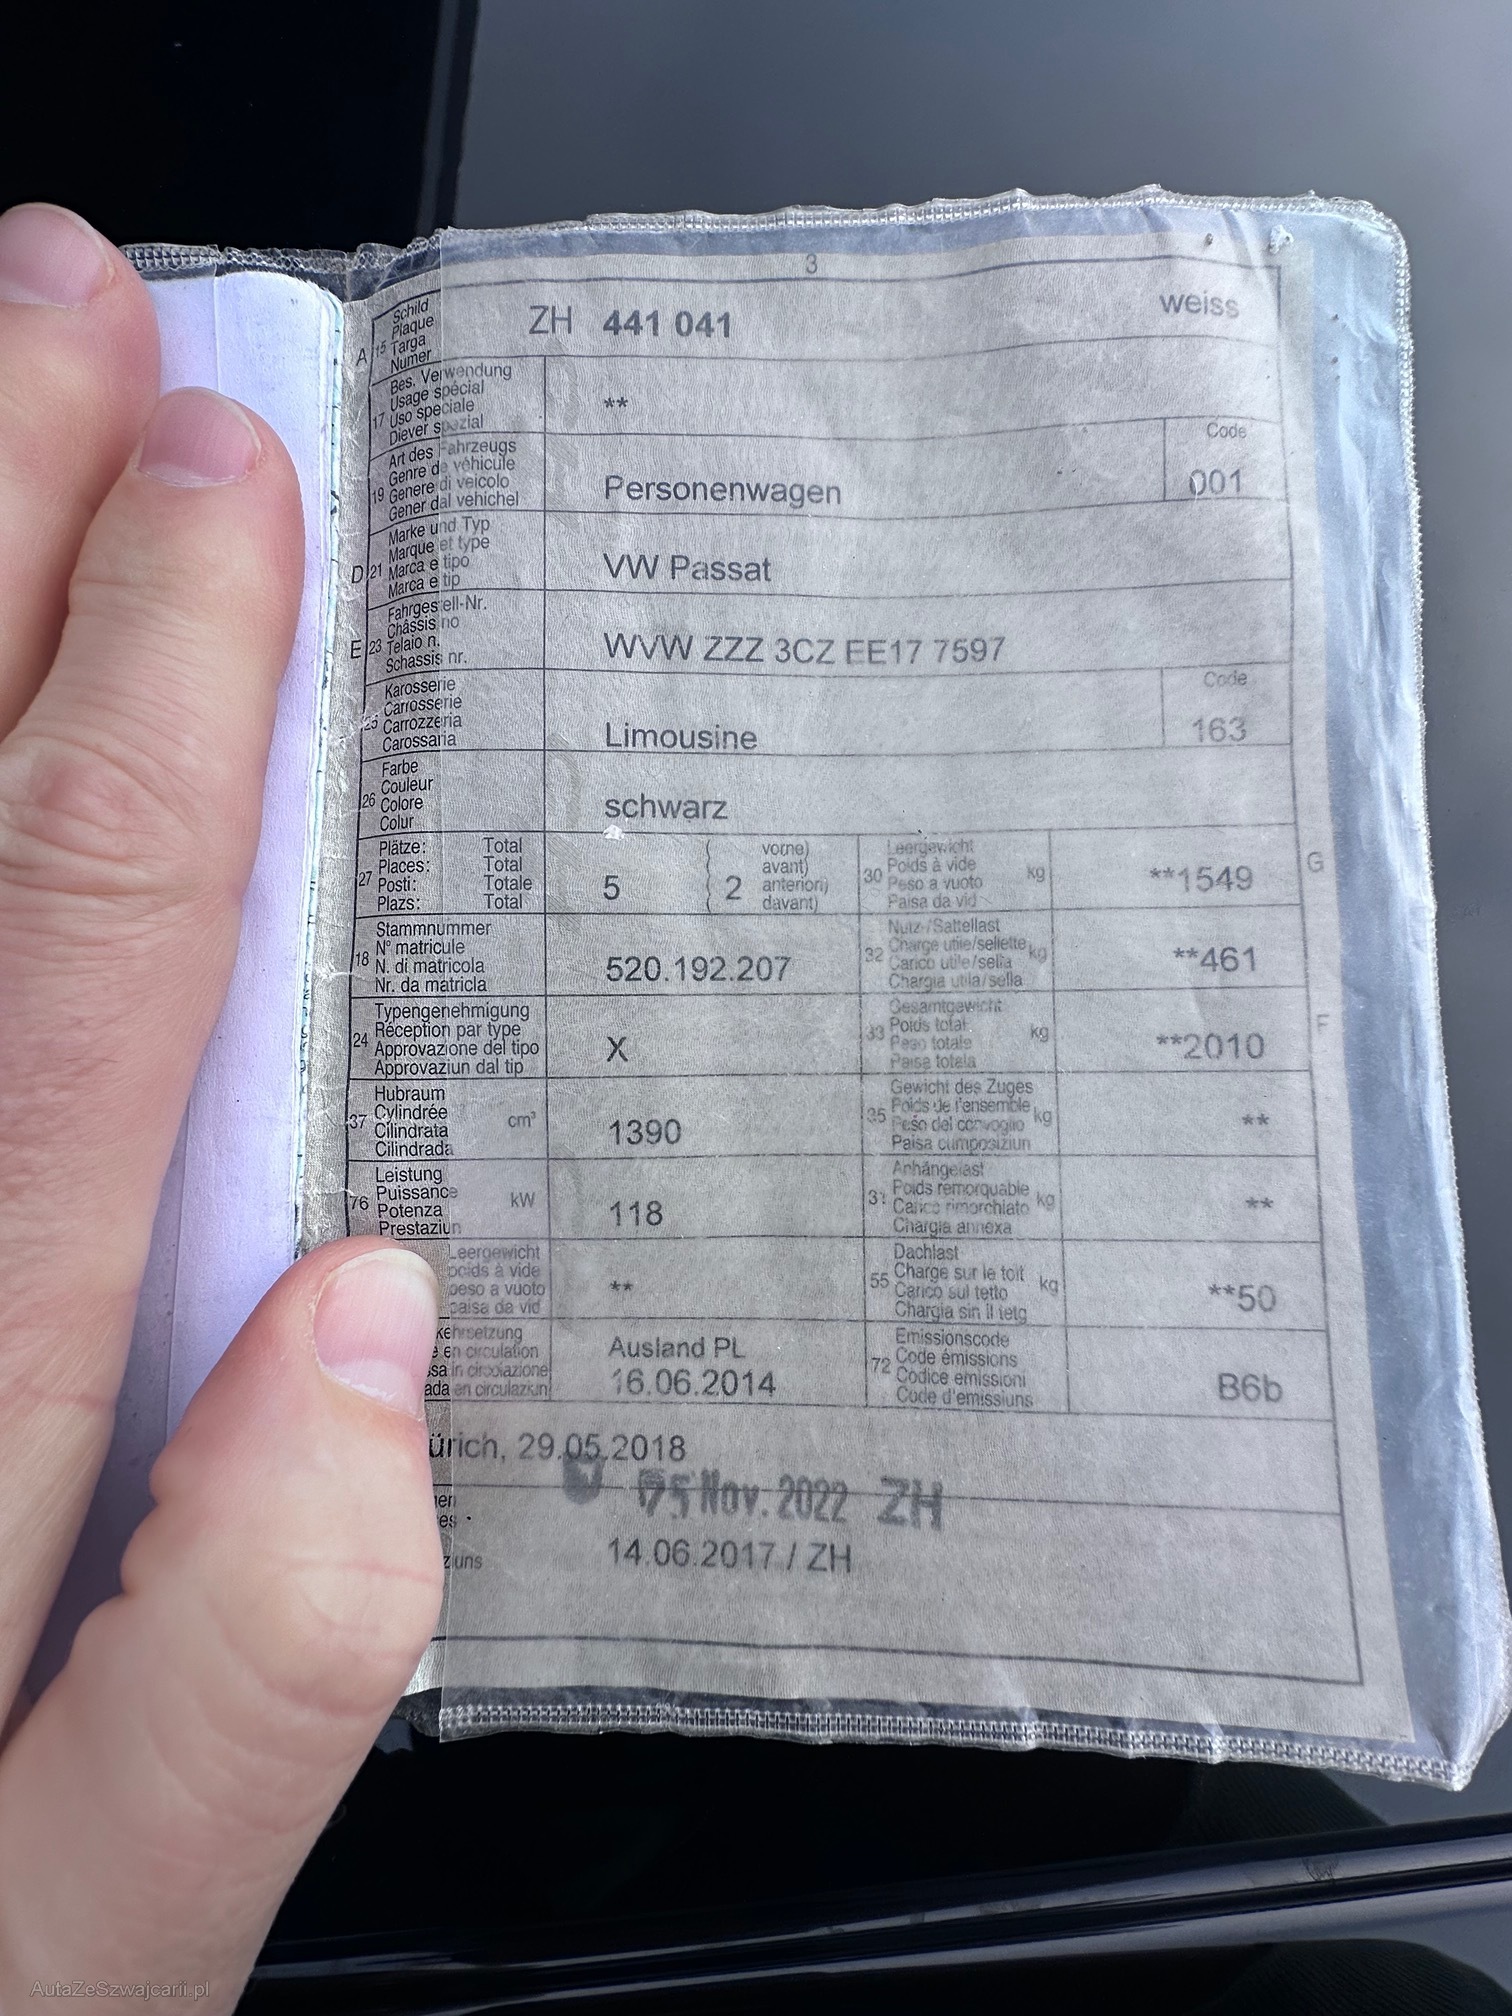 3
A 15 Schild Plaque Targa Numer ZH 441 041 weiss
17 Bes. Verwendung
Usage spécial
Uso speciale
Diever spezial
**
19 Art des Fahrzeugs
Genre de véhicule
Genere di veicolo
Gener dal vehichel
Personenwagen
Code
001
D 21 Marke und Typ
Marque et type
Marca e tipo
Marca e tip
VW Passat
E 23 Fahrgestell-Nr.
Châssis no
Telaio n.
Schassis nr.
WVW ZZZ 3CZ EE17 7597
25 Karosserie
Carrosserie
Carrozzeria
Carossaria
Limousine
Code
163
26 Farbe
Couleur
Colore
Colur
schwarz
27 Plätze: Total
Places: Total
Posti: Totale
Plazs: Total
5 ( 2
vorne)
avant)
anteriori)
davant)
30 Leergewicht
Poids à vide
Peso a vuoto
Paisa da vid
kg
**1549
G
18 Stammnummer
N° matricule
N. di matricola
Nr. da matricla
520.192.207
32 Nutz-/Sattellast
Charge utile/sellette
Carico utile/sella
Chargia utila/sella
kg
**461
24 Typengenehmigung
Réception par type
Approvazione del tipo
Approvaziun dal tip
X
33 Gesamtgewicht
Poids total
Peso totale
Paisa totala
kg
**2010
F
37 Hubraum
Cylindrée
Cilindrata
Cilindrada
cm³
1390
35 Gewicht des Zuges
Poids de l'ensemble
Peso del convoglio
Paisa cumposiziun
kg
**
76 Leistung
Puissance
Potenza
Prestaziun
kW
118
31 Anhängelast
Poids remorquable
Carico rimorchiato
Chargia annexa
kg
**
Leergewicht
poids à vide
peso a vuoto
paisa da vid
**
55 Dachlast
Charge sur le toit
Carico sul tetto
Chargia sin il tetg
kg
**50
kehrsetzung
e en circulation
ssa in circolazione
ada en circulaziun
Ausland PL
16.06.2014
72 Emissionscode
Code émissions
Codice emissioni
Code d'emissiuns
B6b
ürich, 29.05.2018
Nov. 2022 ZH
14.06.2017 / ZH
AutaZeSzwajcarii.pl